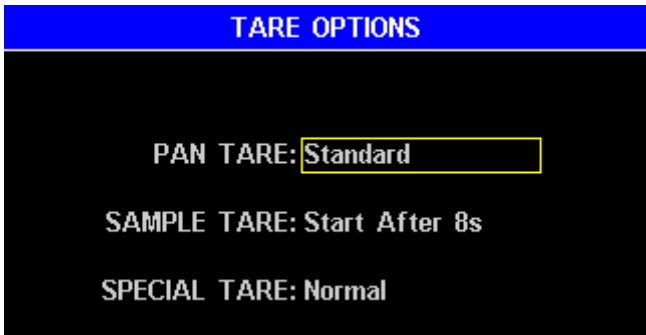 TARE OPTIONS
PAN TARE: Standard
SAMPLE TARE: Start After 8s
SPECIAL TARE: Normal